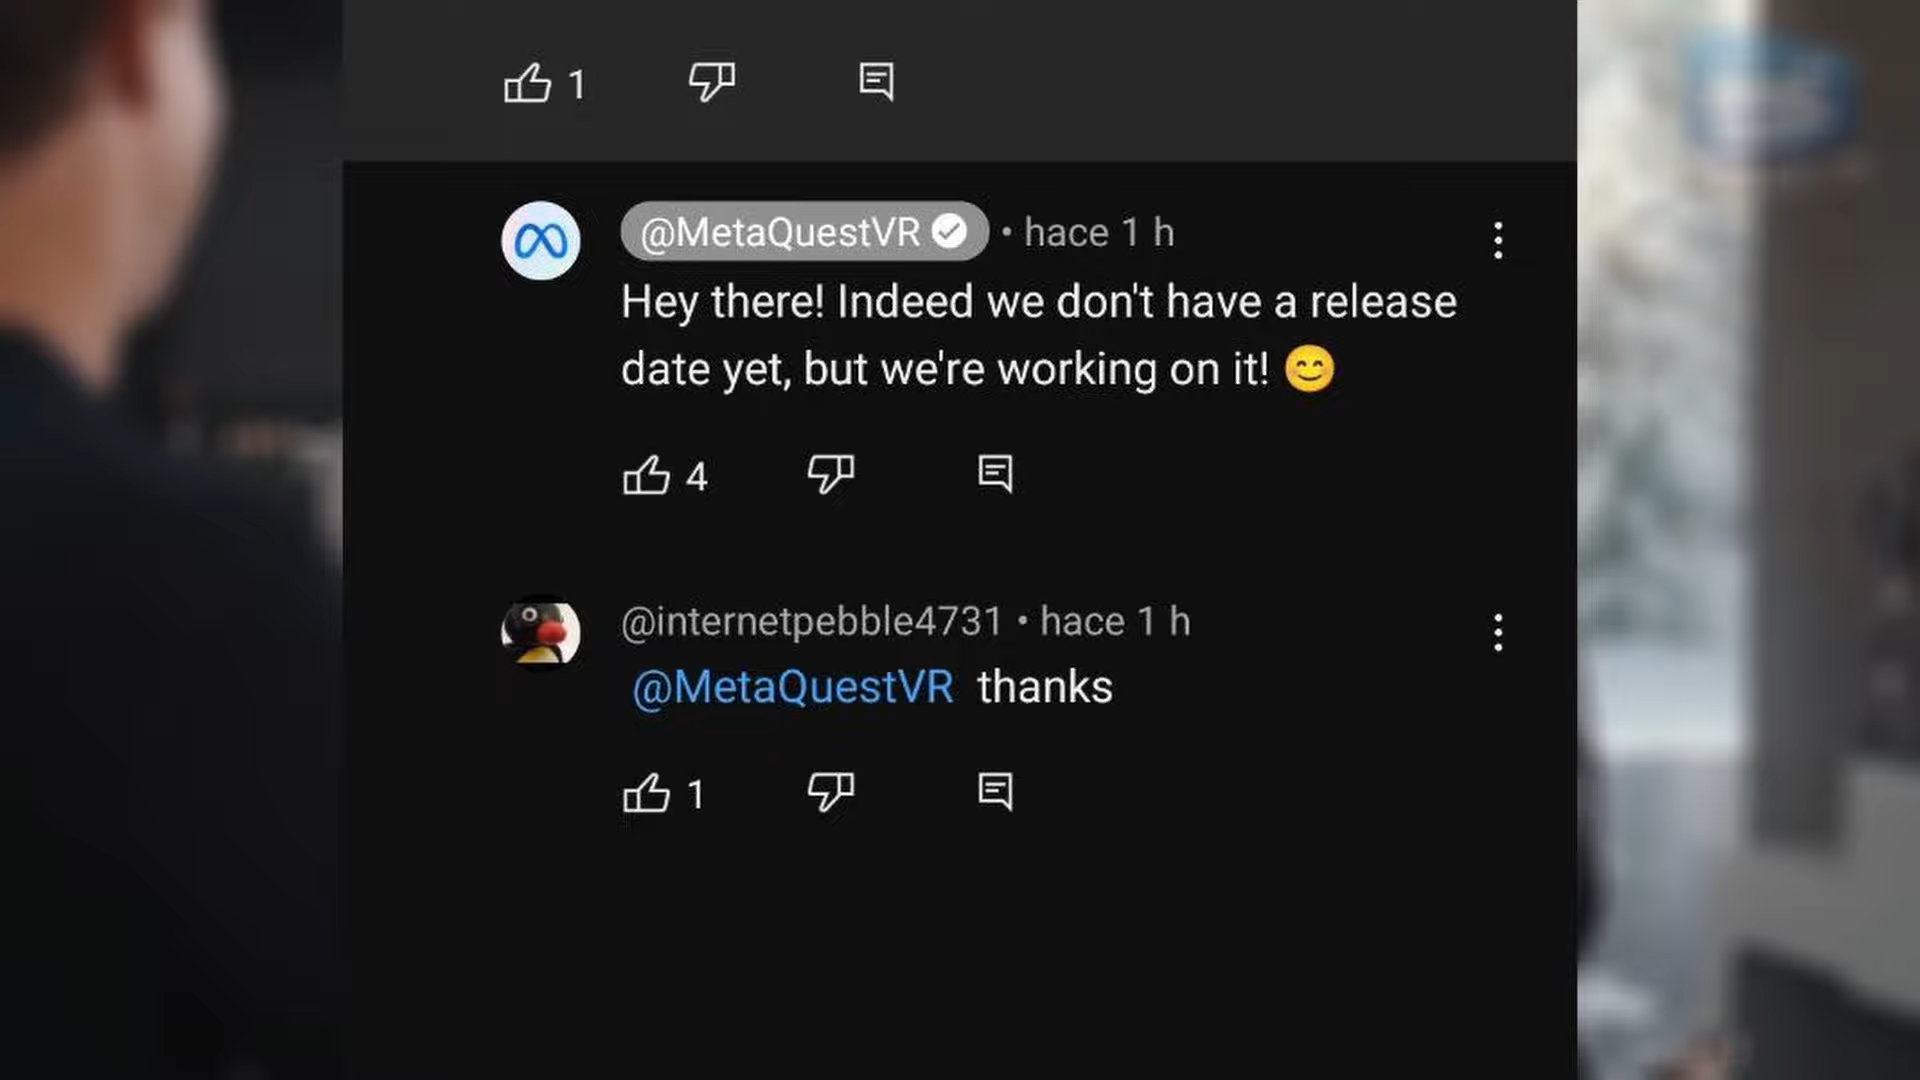 1
@MetaQuestVR • hace 1 h
Hey there! Indeed we don't have a release
date yet, but we're working on it! 😊
4
@internetpebble4731 • hace 1 h
@MetaQuestVR thanks
1